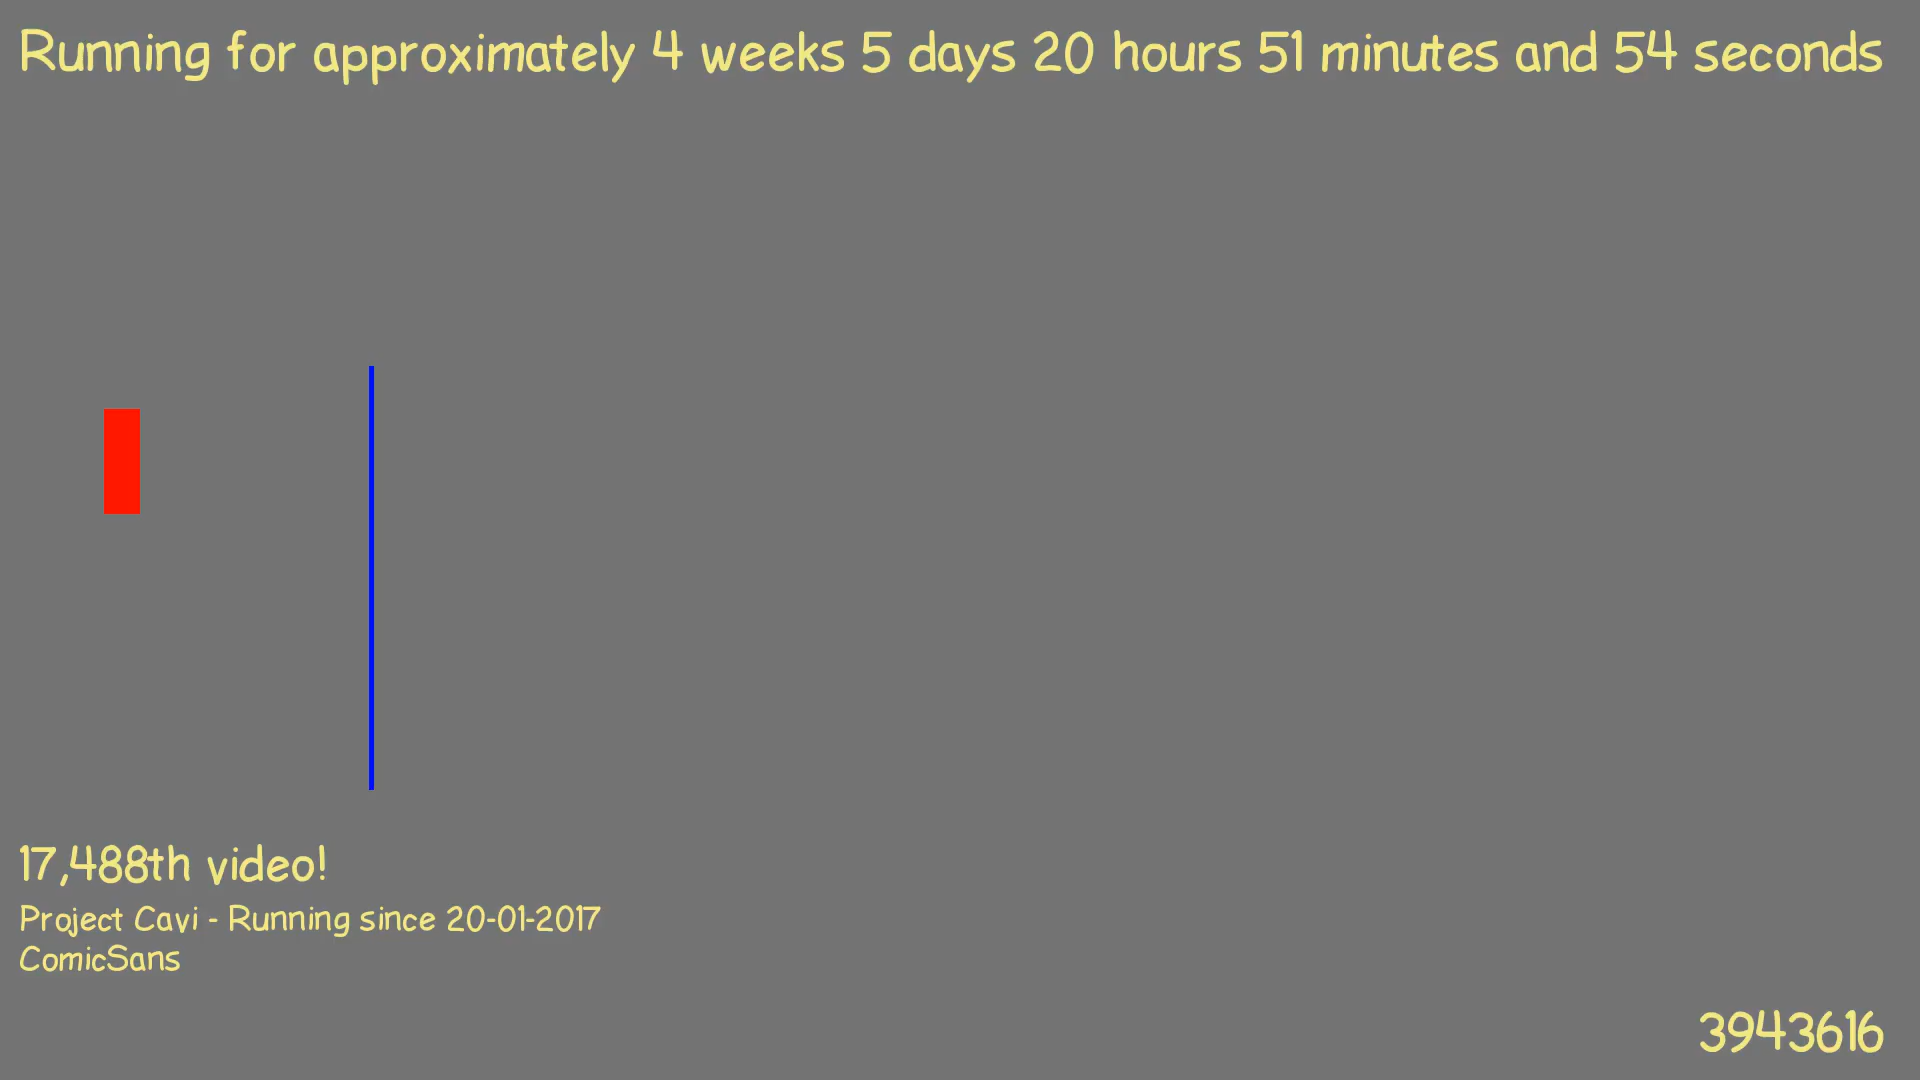 Running for approximately 4 weeks 5 days 20 hours 51 minutes and 54 seconds
17,488th video!
Project Cavi - Running since 20-01-2017
ComicSans
3943616